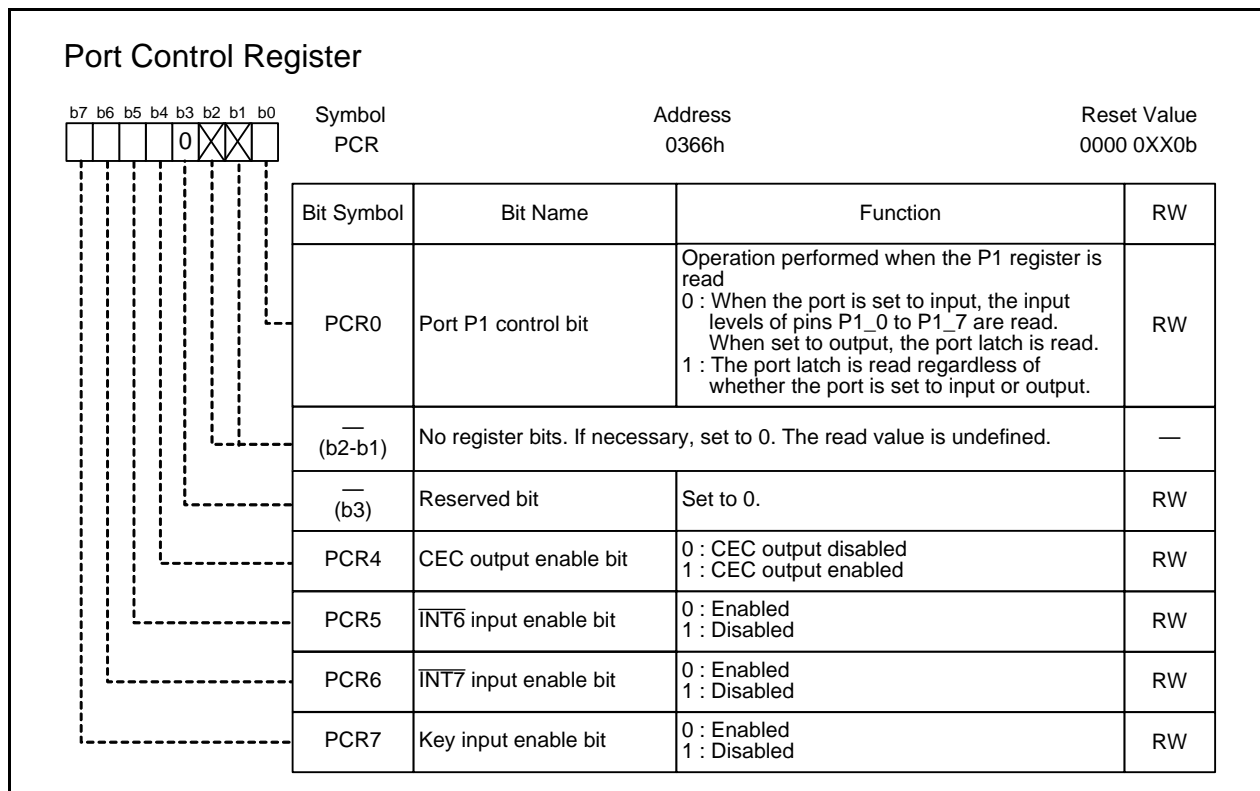 Port Control Register
b7 b6 b5 b4 b3 b2 b1 b0
Symbol Address Reset Value
0
PCR 0366h 0000 0XX0b
Bit Symbol Bit Name Function RW
PCR0 Port P1 control bit
Operation performed when the P1 register is
read
0 : When the port is set to input, the input
levels of pins P1_0 to P1_7 are read.
When set to output, the port latch is read.
1 : The port latch is read regardless of
whether the port is set to input or output.
RW
—
(b2-b1)
No register bits. If necessary, set to 0. The read value is undefined.
—
—
(b3)
Reserved bit Set to 0. RW
PCR4 CEC output enable bit
0 : CEC output disabled
1 : CEC output enabled
RW
PCR5 INT6 input enable bit
0 : Enabled
1 : Disabled
RW
PCR6 INT7 input enable bit
0 : Enabled
1 : Disabled
RW
PCR7 Key input enable bit
0 : Enabled
1 : Disabled
RW